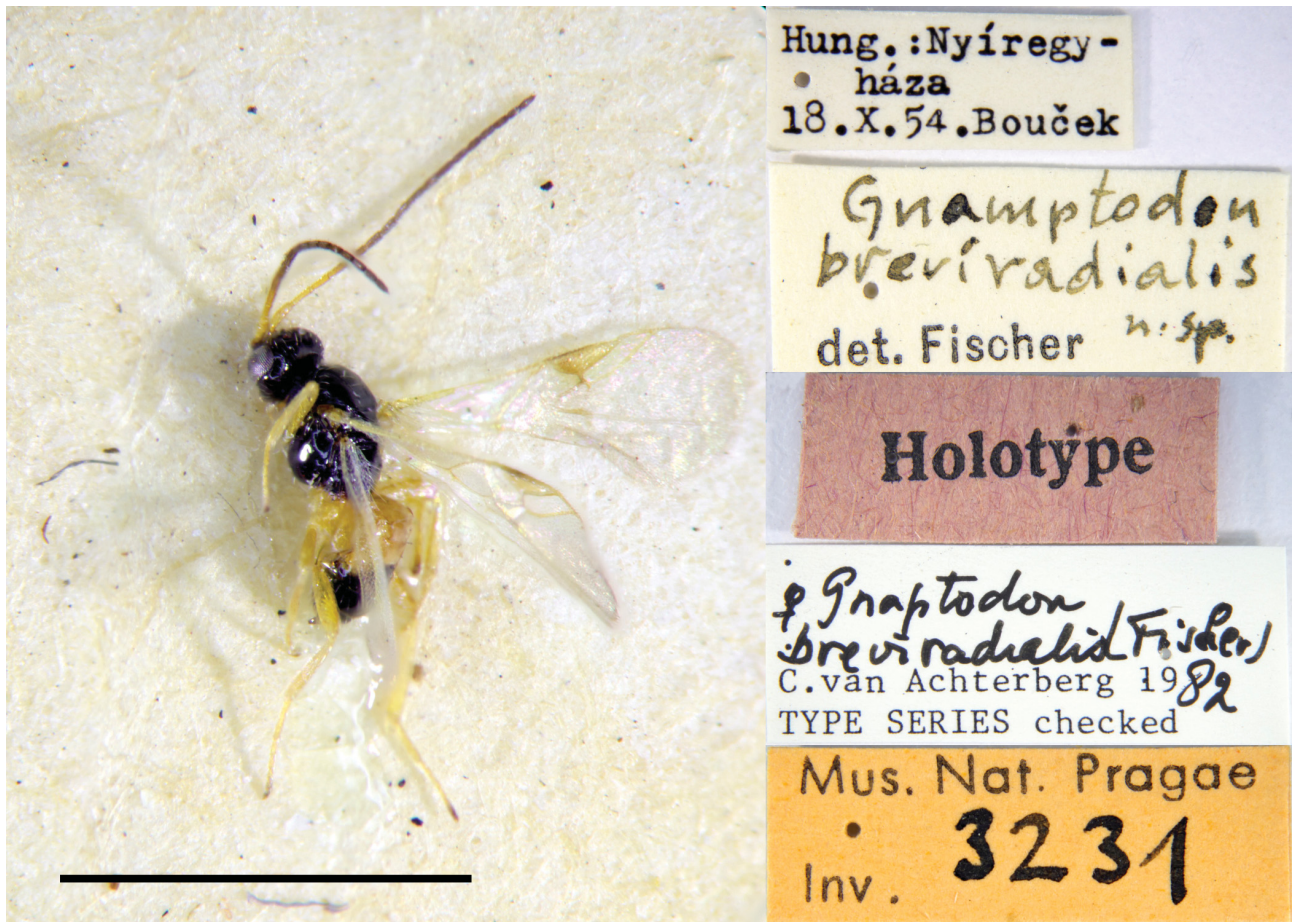 Hung.:Nyíregy-
háza
18.X.54.Bouček
Gnamptodon
breviradialis
n. sp.
det. Fischer
Holotype
♀ Gnaptodon
breviradialis (Fischer)
C.van Achterberg 1982
TYPE SERIES checked
Mus. Nat. Pragae
Inv. 3231